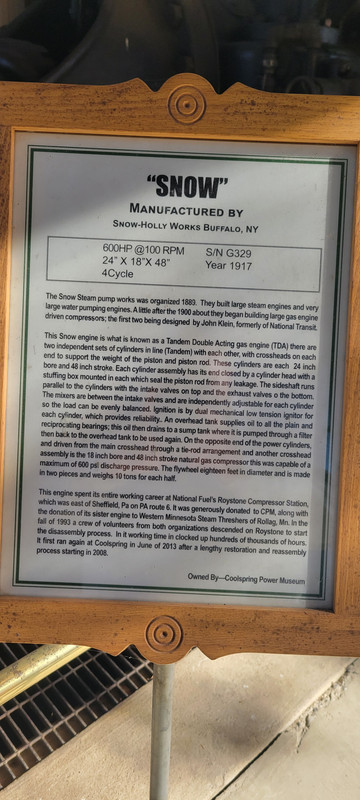 "SNOW"
MANUFACTURED BY
SNOW-HOLLY WORKS BUFFALO, NY
600HP @100 RPM S/N G329
24" X 18"X 48" Year 1917
4Cycle
The Snow Steam pump works was organized 1889. They built large steam engines and very
large water pumping engines. A little after the 1900 about they began building large gas engine
driven compressors; the first two being designed by John Klein, formerly of National Transit.
This Snow engine is what is known as a Tandem Double Acting gas engine (TDA) there are
two independent sets of cylinders in line (Tandem) with each other, with crossheads on each
end to support the weight of the piston and piston rod. These cylinders are each 24 inch
bore and 48 inch stroke. Each cylinder assembly has its end closed by a cylinder head with a
stuffing box mounted in each which seal the piston rod from any leakage. The sideshaft runs
parallel to the cylinders with the intake valves on top and the exhaust valves o the bottom.
The mixers are between the intake valves and are independently adjustable for each cylinder
so the load can be evenly balanced. Ignition is by dual mechanical low tension ignitor for
each cylinder, which provides reliability. An overhead tank supplies oil to all the plain and
reciprocating bearings; this oil then drains to a sump tank where it is pumped through a filter
then back to the overhead tank to be used again. On the opposite end of the power cylinders,
and driven from the main crosshead through a tie-rod arrangement and another crosshead
assembly is the 18 inch bore and 48 inch stroke natural gas compressor this was capable of a
maximum of 600 psi discharge pressure. The flywheel eighteen feet in diameter and is made
in two pieces and weighs 10 tons for each half.
This engine spent its entire working career at National Fuel's Roystone Compressor Station,
which was east of Sheffield, Pa on PA route 6. It was generously donated to CPM, along with
the donation of its sister engine to Western Minnesota Steam Threshers of Rollag, Mn. In the
fall of 1993 a crew of volunteers from both organizations descended on Roystone to start
the disassembly process. In it working time in clocked up hundreds of thousands of hours.
It first ran again at Coolspring in June of 2013 after a lengthy restoration and reassembly
process starting in 2008.
Owned By—Coolspring Power Museum